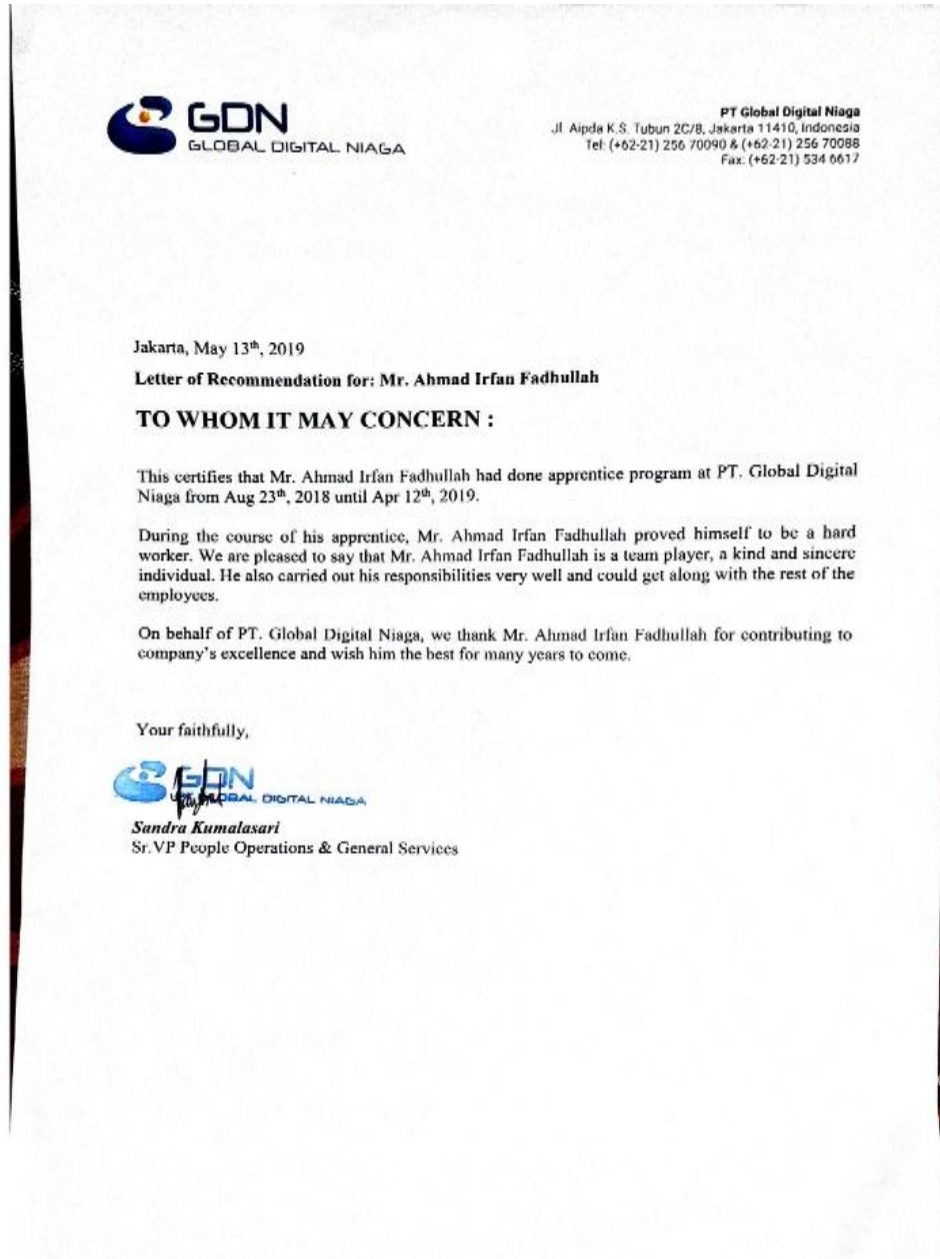 GDN
GLOBAL DIGITAL NIAGA
PT Global Digital Niaga
Jl. Aipda K.S. Tubun 2C/8, Jakarta 11410, Indonesia
Tel: (+62-21) 256 70090 & (+62-21) 256 70088
Fax: (+62-21) 534 6617
Jakarta, May 13th, 2019
Letter of Recommendation for: Mr. Ahmad Irfan Fadhullah
TO WHOM IT MAY CONCERN :
This certifies that Mr. Ahmad Irfan Fadhullah had done apprentice program at PT. Global Digital
Niaga from Aug 23th, 2018 until Apr 12th, 2019.
During the course of his apprentice, Mr. Ahmad Irfan Fadhullah proved himself to be a hard
worker. We are pleased to say that Mr. Ahmad Irfan Fadhullah is a team player, a kind and sincere
individual. He also carried out his responsibilities very well and could get along with the rest of the
employees.
On behalf of PT. Global Digital Niaga, we thank Mr. Ahmad Irfan Fadhullah for contributing to
company's excellence and wish him the best for many years to come.
Your faithfully,
GDN
DIGITAL NIAGA
Sandra Kumalasari
Sr.VP People Operations & General Services